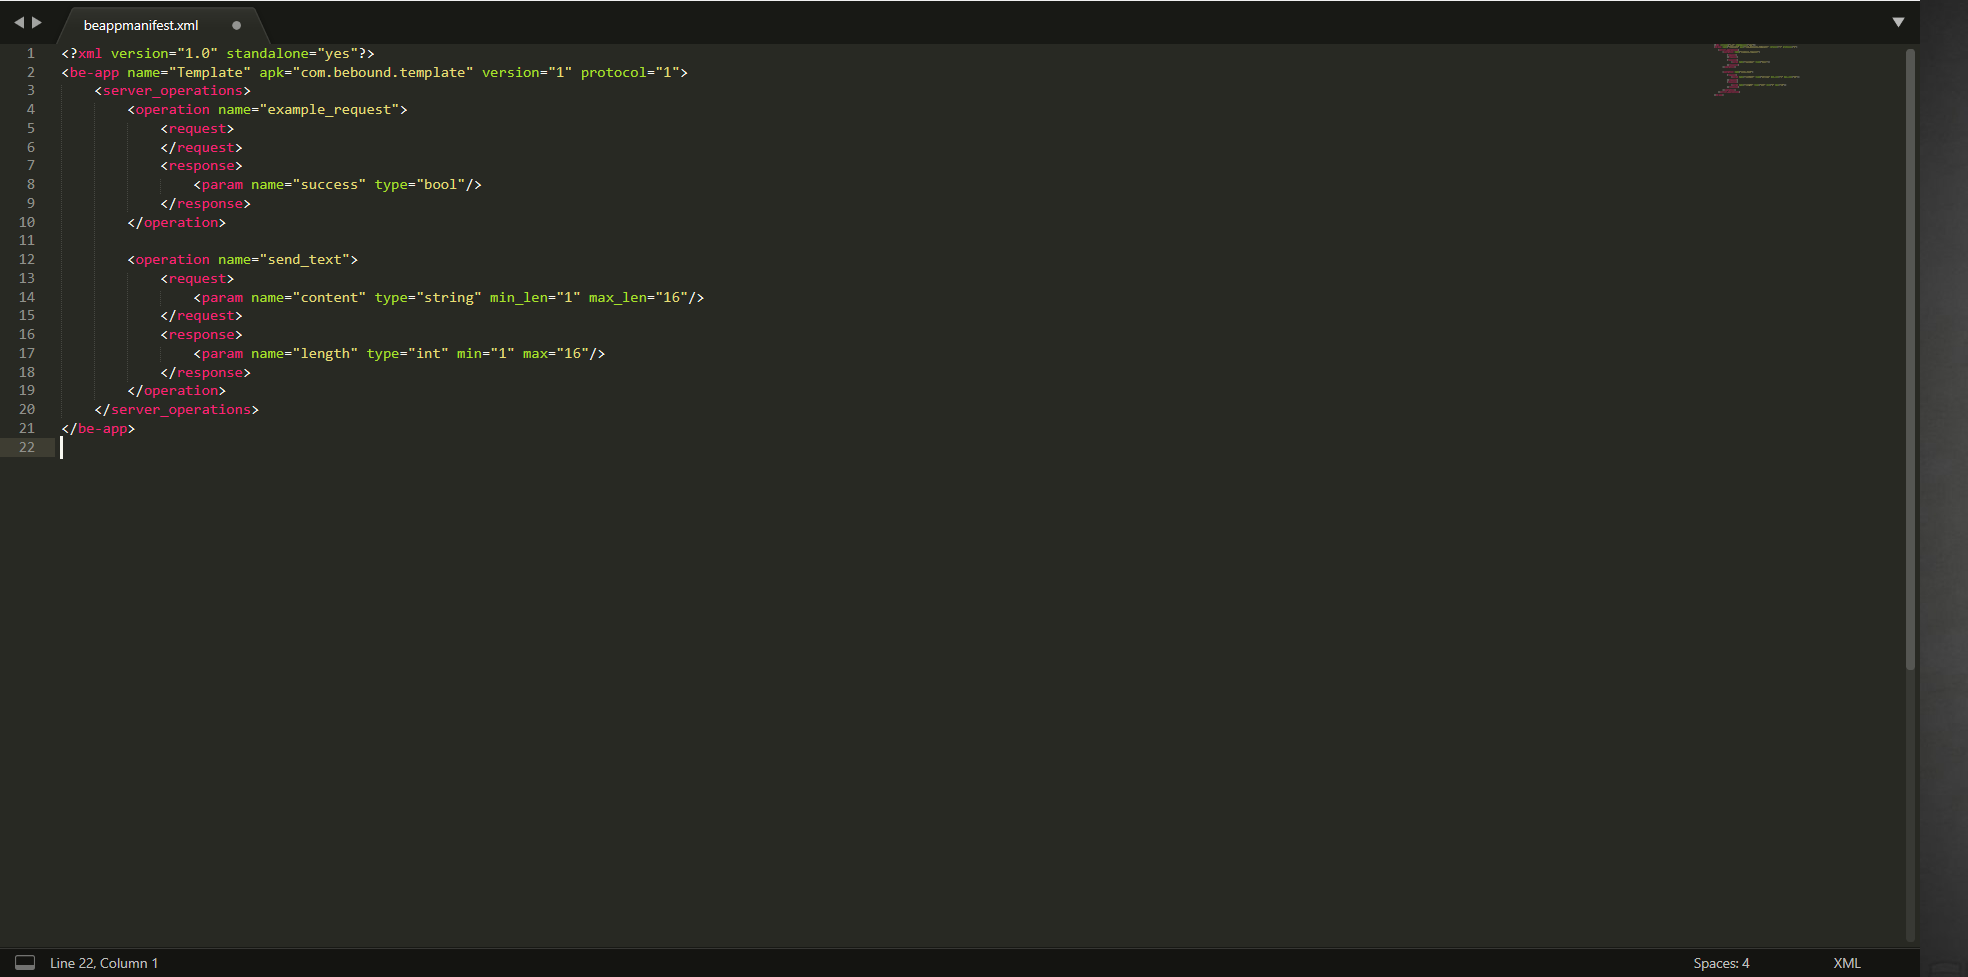 beappmanifest.xml
1 <?xml version="1.0" standalone="yes"?>
2 <be-app name="Template" apk="com.bebound.template" version="1" protocol="1">
3     <server_operations>
4         <operation name="example_request">
5             <request>
6             </request>
7             <response>
8                 <param name="success" type="bool"/>
9             </response>
10         </operation>
11
12         <operation name="send_text">
13             <request>
14                 <param name="content" type="string" min_len="1" max_len="16"/>
15             </request>
16             <response>
17                 <param name="length" type="int" min="1" max="16"/>
18             </response>
19         </operation>
20     </server_operations>
21 </be-app>
22
Line 22, Column 1 Spaces: 4 XML